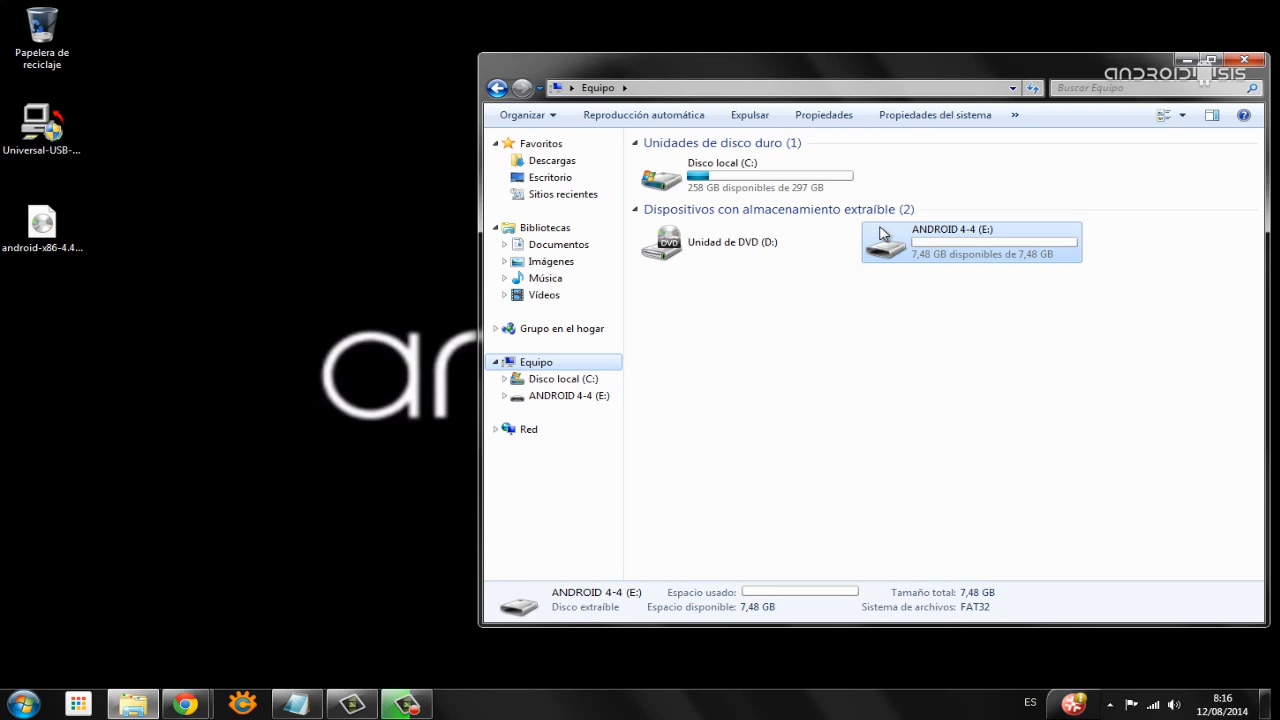 Papelera de
reciclaje
Universal-USB-...
android-x86-4.4...
ar
ANDROIDSIS
Equipo
Buscar Equipo
Organizar
Reproducción automática
Expulsar
Propiedades
Propiedades del sistema
»
Favoritos
Descargas
Escritorio
Sitios recientes
Bibliotecas
Documentos
Imágenes
Música
Vídeos
Grupo en el hogar
Equipo
Disco local (C:)
ANDROID 4-4 (E:)
Red
Unidades de disco duro (1)
Disco local (C:)
258 GB disponibles de 297 GB
Dispositivos con almacenamiento extraíble (2)
DVD
Unidad de DVD (D:)
ANDROID 4-4 (E:)
7,48 GB disponibles de 7,48 GB
ANDROID 4-4 (E:)
Espacio usado:
Tamaño total: 7,48 GB
Disco extraíble
Espacio disponible: 7,48 GB
Sistema de archivos: FAT32
ES
8:16
12/08/2014